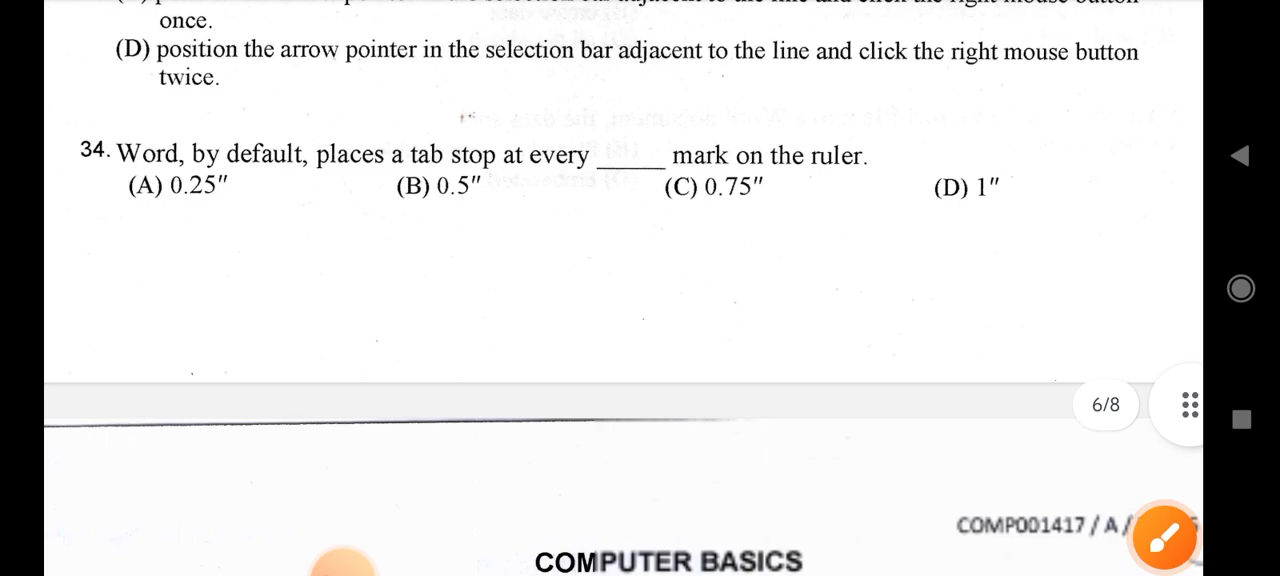 once.
(D) position the arrow pointer in the selection bar adjacent to the line and click the right mouse button
twice.
34. Word, by default, places a tab stop at every ______ mark on the ruler.
(A) 0.25″ (B) 0.5″ (C) 0.75″ (D) 1″
6/8
COMP001417 / A /
COMPUTER BASICS